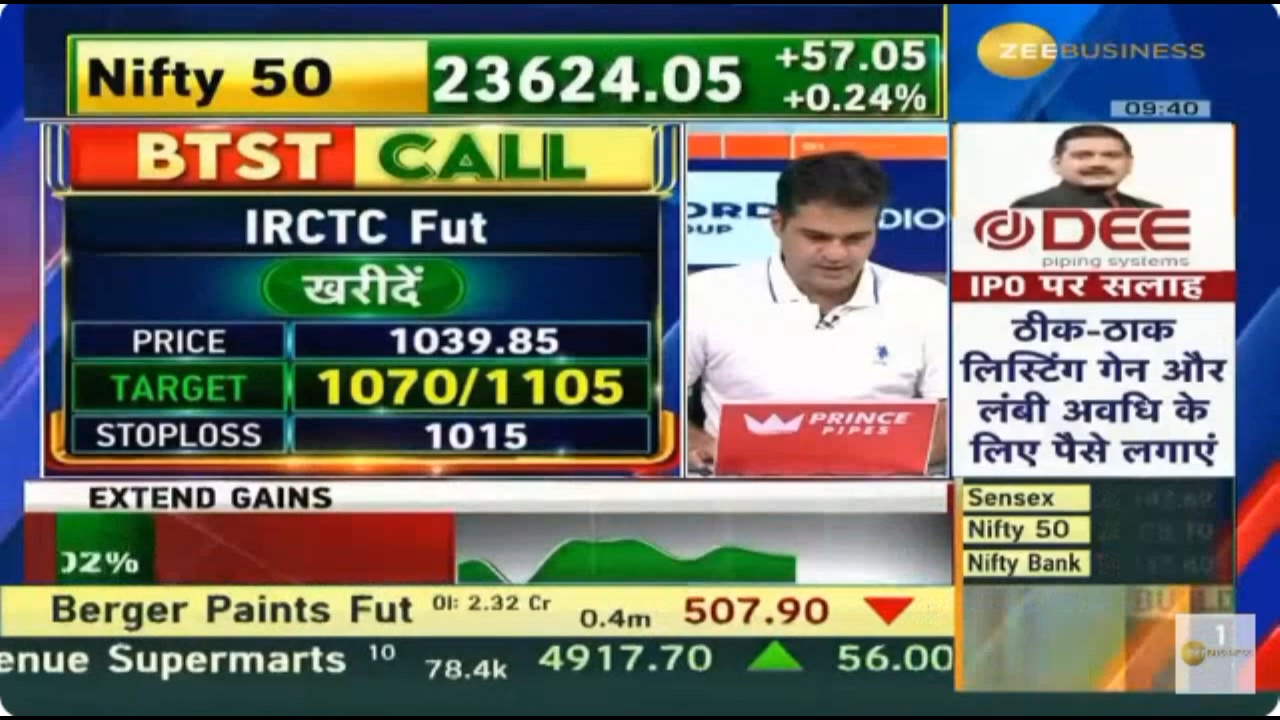 Nifty 50
23624.05
+57.05
+0.24%
ZEEBUSINESS
09:40
BTST CALL
IRCTC Fut
खरीदें
PRICE 1039.85
TARGET 1070/1105
STOPLOSS 1015
PRINCE
PIPES
DEE
piping systems
IPO पर सलाह
ठीक-ठाक
लिस्टिंग गेन और
लंबी अवधि के
लिए पैसे लगाएं
EXTEND GAINS
Sensex
Nifty 50
Nifty Bank
Berger Paints Fut OI: 2.32 Cr 0.4m 507.90
enue Supermarts 10 78.4k 4917.70 56.00